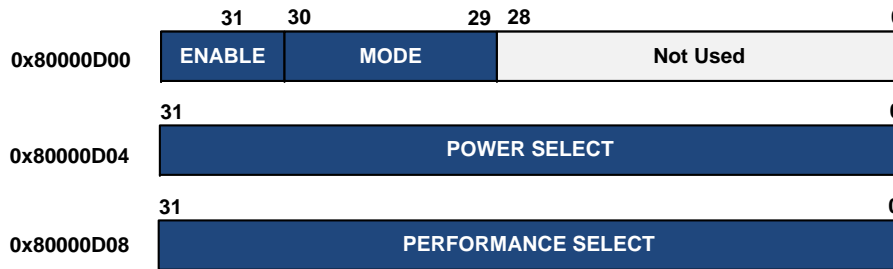 31 30 29 28 0
0x80000D00 ENABLE MODE Not Used
31 0
0x80000D04 POWER SELECT
31 0
0x80000D08 PERFORMANCE SELECT